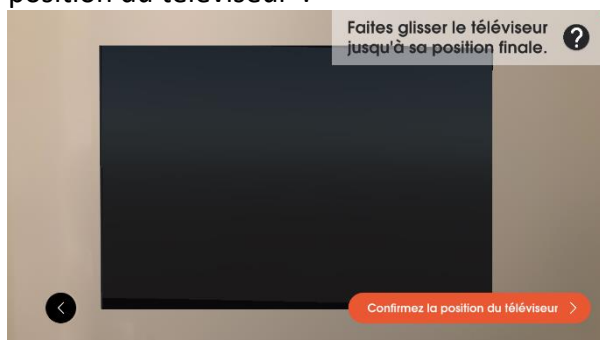 position du téléviseur".
Faites glisser le téléviseur
jusqu'à sa position finale.
?
Confirmez la position du téléviseur >